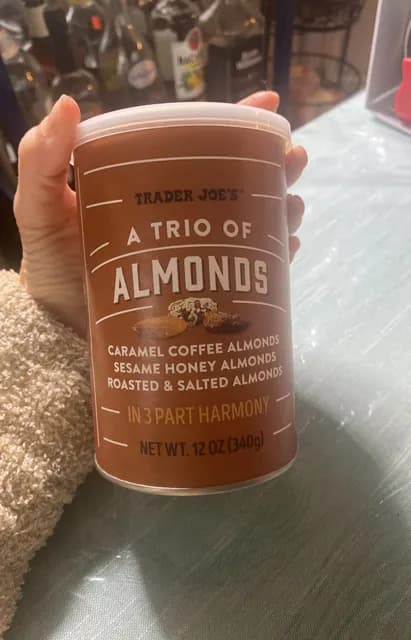 TRADER JOE'S
A TRIO OF
ALMONDS
CARAMEL COFFEE ALMONDS
SESAME HONEY ALMONDS
ROASTED & SALTED ALMONDS
IN 3 PART HARMONY
NET WT. 12 OZ (340g)